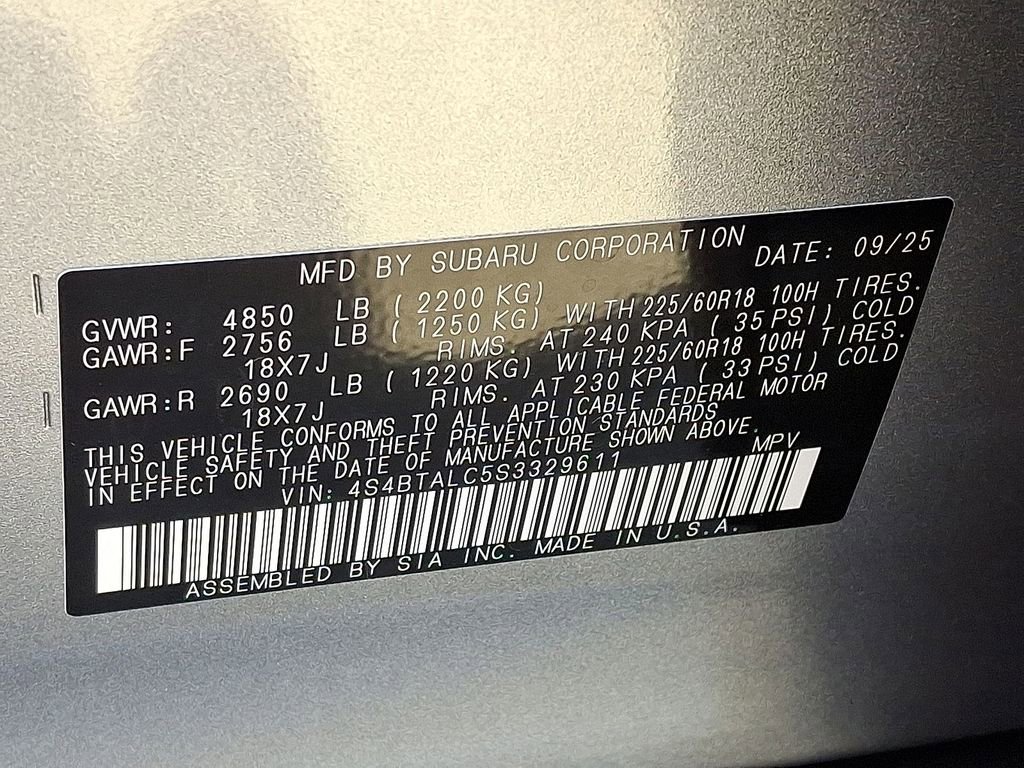 MFD BY SUBARU CORPORATION DATE: 09/25
GVWR: 4850 LB ( 2200 KG)
GAWR:F 2756 LB ( 1250 KG) WITH 225/60R18 100H TIRES.
18X7J RIMS. AT 240 KPA ( 35 PSI) COLD
GAWR:R 2690 LB ( 1220 KG) WITH 225/60R18 100H TIRES.
18X7J RIMS. AT 230 KPA ( 33 PSI) COLD
THIS VEHICLE CONFORMS TO ALL APPLICABLE FEDERAL MOTOR
VEHICLE SAFETY AND THEFT PREVENTION STANDARDS
IN EFFECT ON THE DATE OF MANUFACTURE SHOWN ABOVE.
VIN: 4S4BTALC5S3329611 MPV
ASSEMBLED BY SIA INC. MADE IN U.S.A.